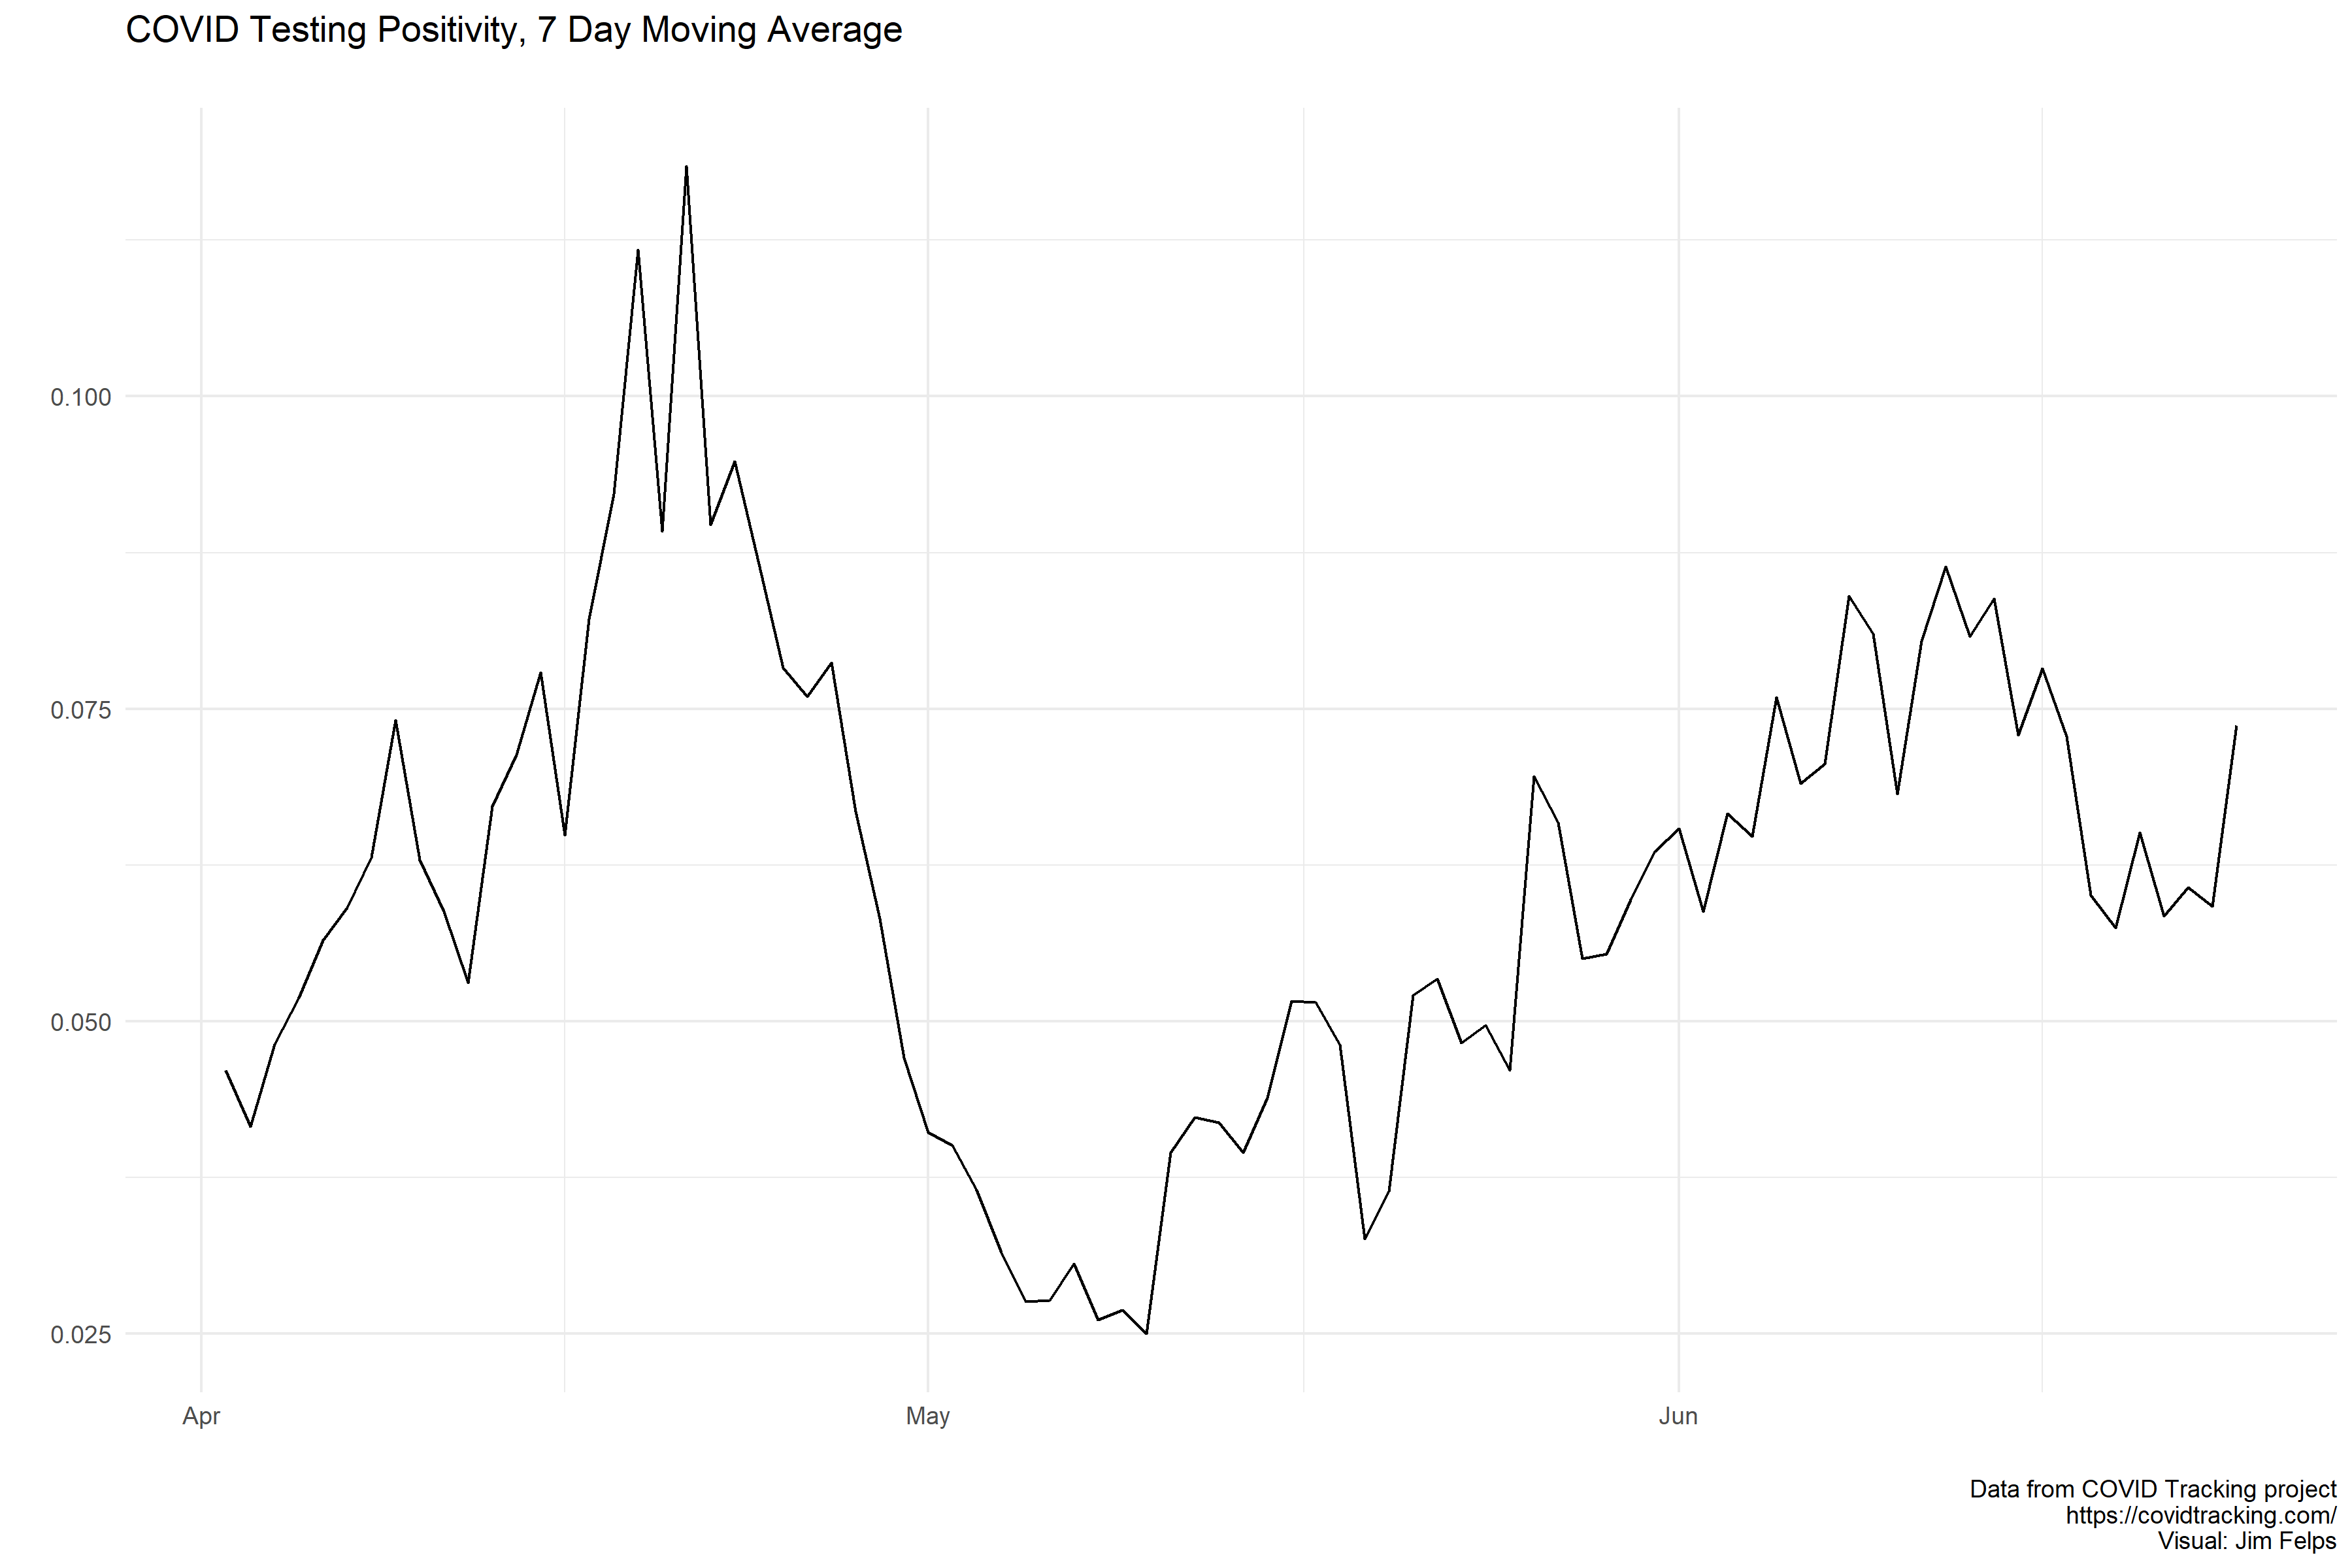 COVID Testing Positivity, 7 Day Moving Average
0.100
0.075
0.050
0.025
Apr May Jun
Data from COVID Tracking project
https://covidtracking.com/
Visual: Jim Felps